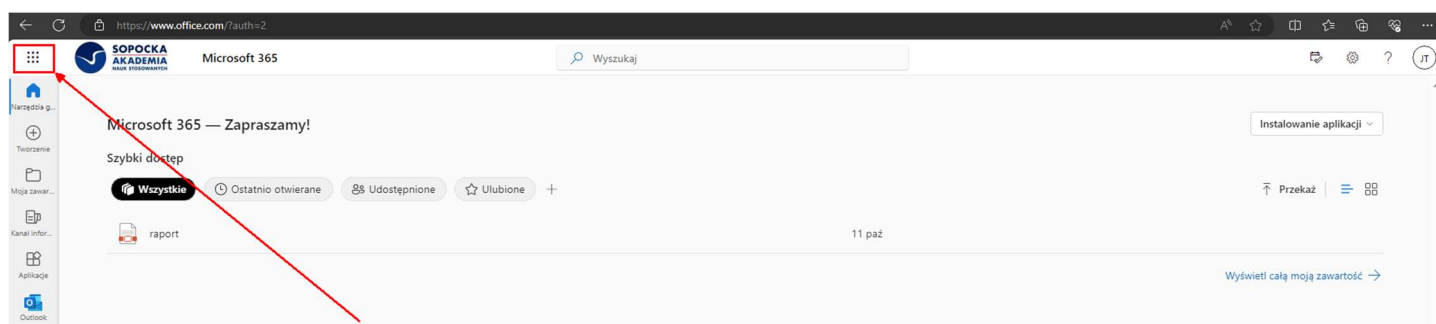 https://www.office.com/?auth=2
SOPOCKA
AKADEMIA
NAUK STOSOWANYCH
Microsoft 365
Wyszukaj
?
JT
Narzędzia g...
Tworzenie
Moja zawar...
Kanał infor...
Aplikacje
Outlook
Microsoft 365 — Zapraszamy!
Instalowanie aplikacji
Szybki dostęp
Wszystkie
Ostatnio otwierane
Udostępnione
Ulubione
Przekaż
raport
11 paź
Wyświetl całą moją zawartość